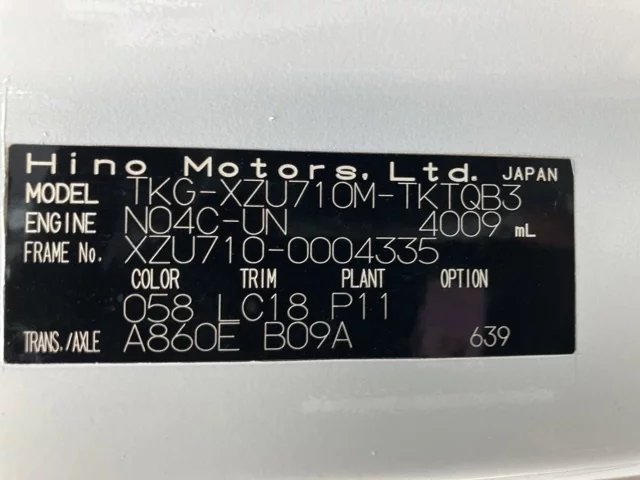 Hino Motors, Ltd. JAPAN
MODEL TKG-XZU710M-TKTQB3
ENGINE N04C-UN 4009 mL
FRAME No. XZU710-0004335
COLOR TRIM PLANT OPTION
058 LC18 P11
TRANS./AXLE A860E B09A 639